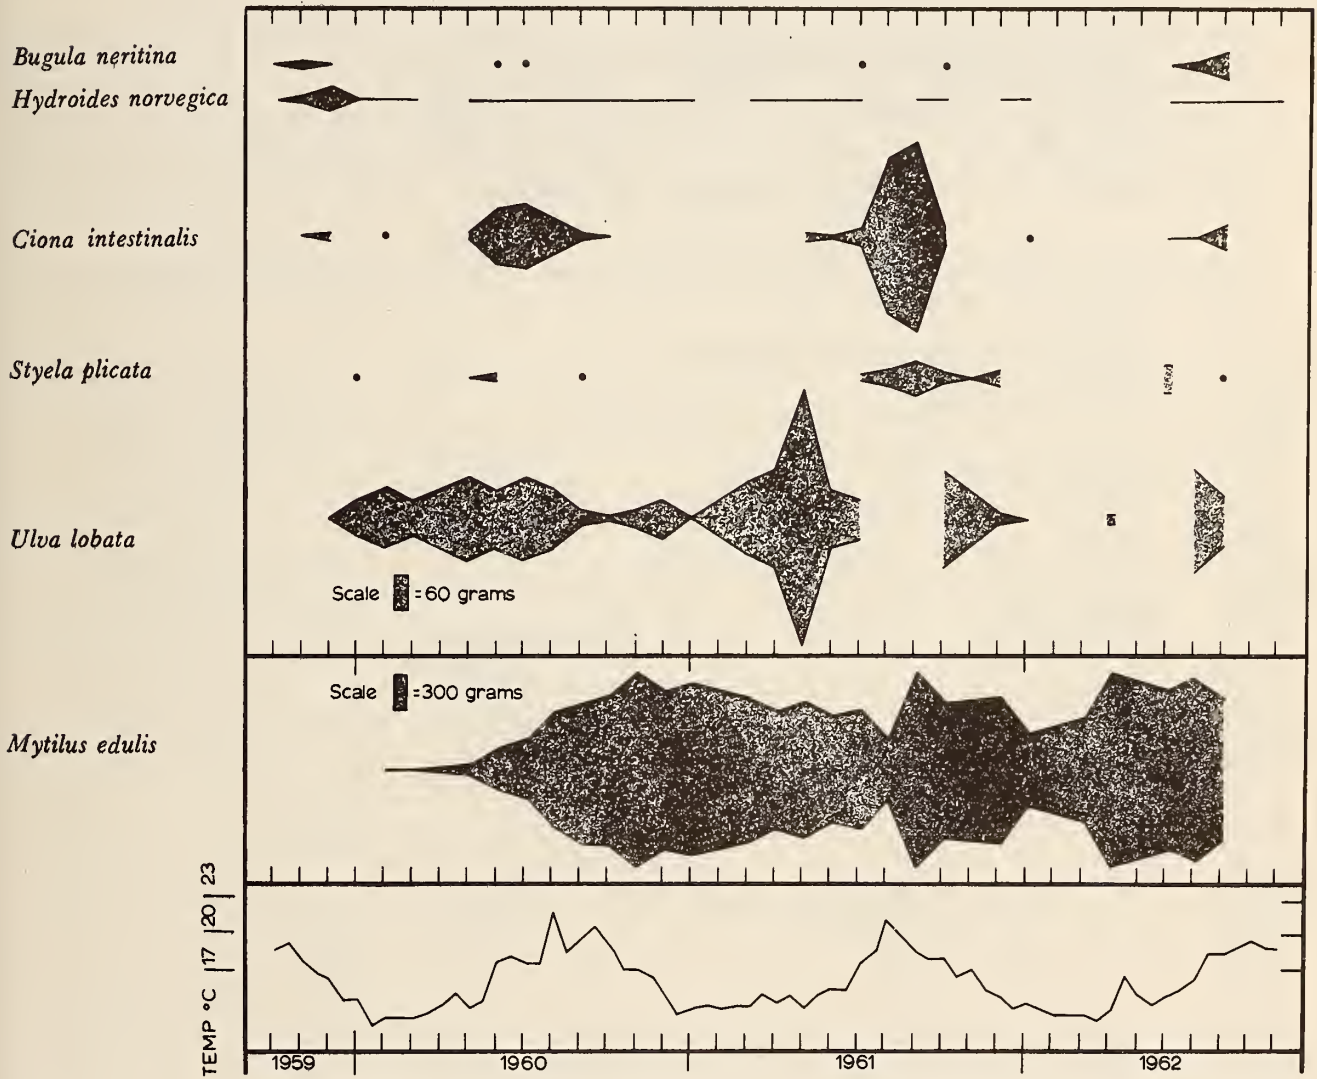 Bugula neritina
Hydroides norvegica
Ciona intestinalis
Styela plicata
Ulva lobata
Scale = 60 grams
Scale = 300 grams
Mytilus edulis
TEMP °C |17 |20| 23
1959 1960 1961 1962